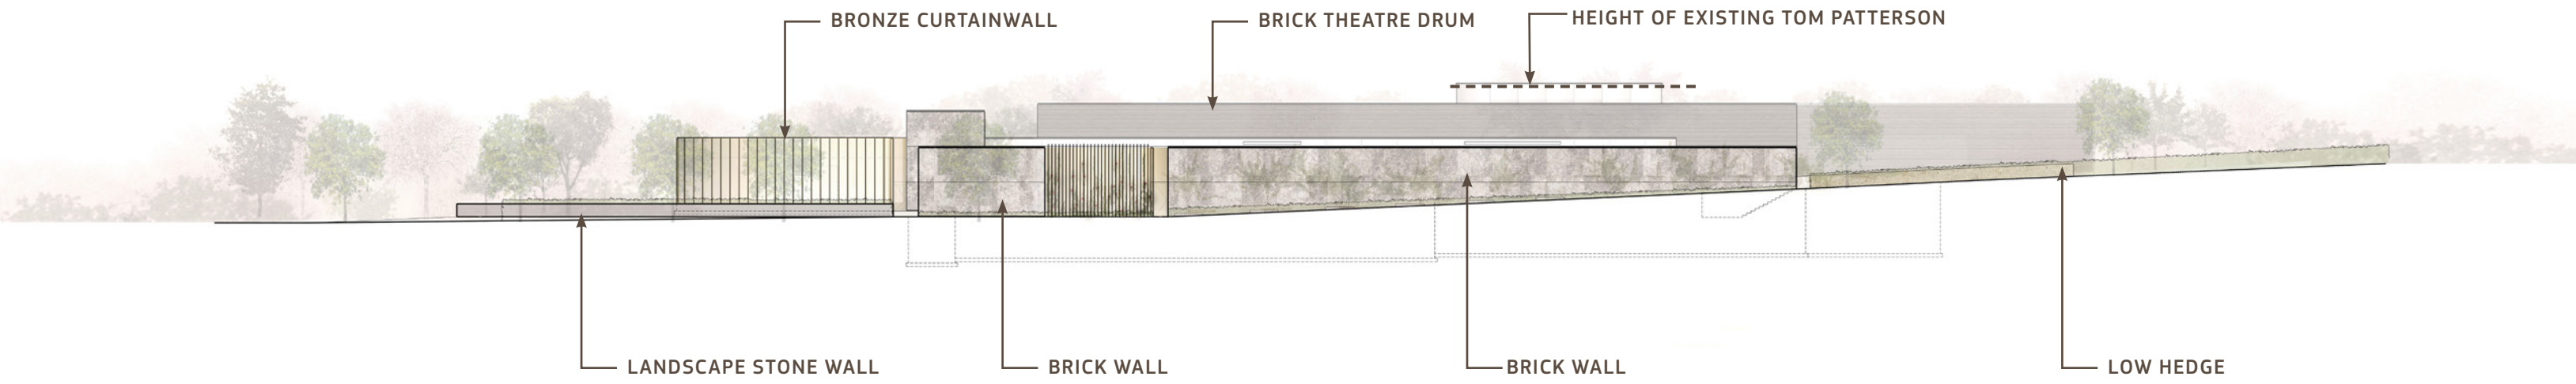 BRONZE CURTAINWALL
BRICK THEATRE DRUM
HEIGHT OF EXISTING TOM PATTERSON
LANDSCAPE STONE WALL
BRICK WALL
BRICK WALL
LOW HEDGE